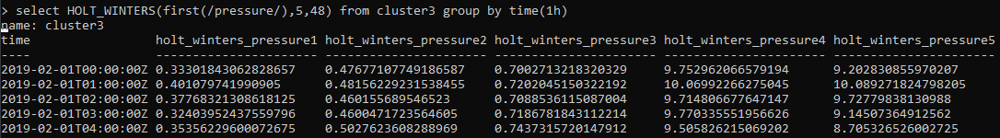 > select HOLT_WINTERS(first(/pressure/),5,48) from cluster3 group by time(1h)
name: cluster3
time holt_winters_pressure1 holt_winters_pressure2 holt_winters_pressure3 holt_winters_pressure4 holt_winters_pressure5
---- ---------------------- ---------------------- ---------------------- ---------------------- ----------------------
2019-02-01T00:00:00Z 0.33301843062828657 0.47677107749186587 0.7002713218320329 9.752962066579194 9.202830855970207
2019-02-01T01:00:00Z 0.401079741990905 0.48156229231538455 0.7202045150322192 10.06992266275045 10.089271824798205
2019-02-01T02:00:00Z 0.37768321308618125 0.460155689546523 0.7088536115087004 9.714806677647147 9.72779838130988
2019-02-01T03:00:00Z 0.32403952437559796 0.4600471723564605 0.7186781843112214 9.770335551956626 9.14507364912562
2019-02-01T04:00:00Z 0.35356229600072675 0.5027623608288969 0.7437315720147912 9.505826215069202 8.705326526002725